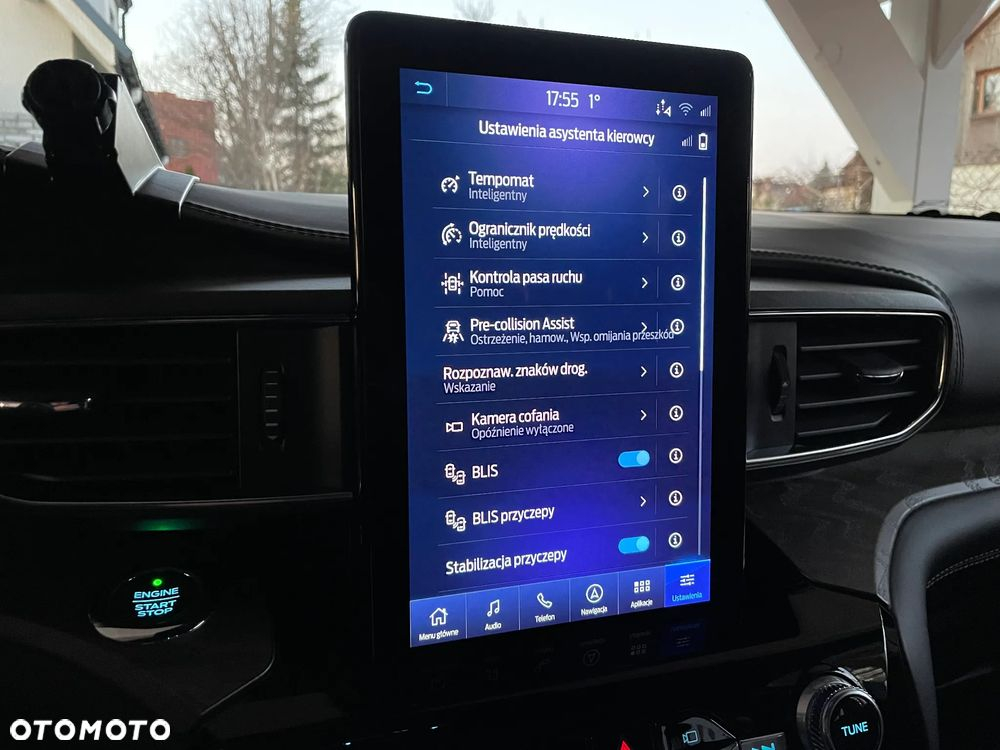 17:55 1°
Ustawienia asystenta kierowcy
Tempomat
Inteligentny
Ogranicznik prędkości
Inteligentny
Kontrola pasa ruchu
Pomoc
Pre-collision Assist
Ostrzeżenie, hamow., Wsp. omijania przeszkód
Rozpoznaw. znaków drog.
Wskazanie
Kamera cofania
Opóźnienie wyłączone
BLIS
BLIS przyczepy
Stabilizacja przyczepy
Menu główne
Audio
Telefon
Nawigacja
Aplikacje
Ustawienia
ENGINE
START
STOP
TUNE
OTOMOTO